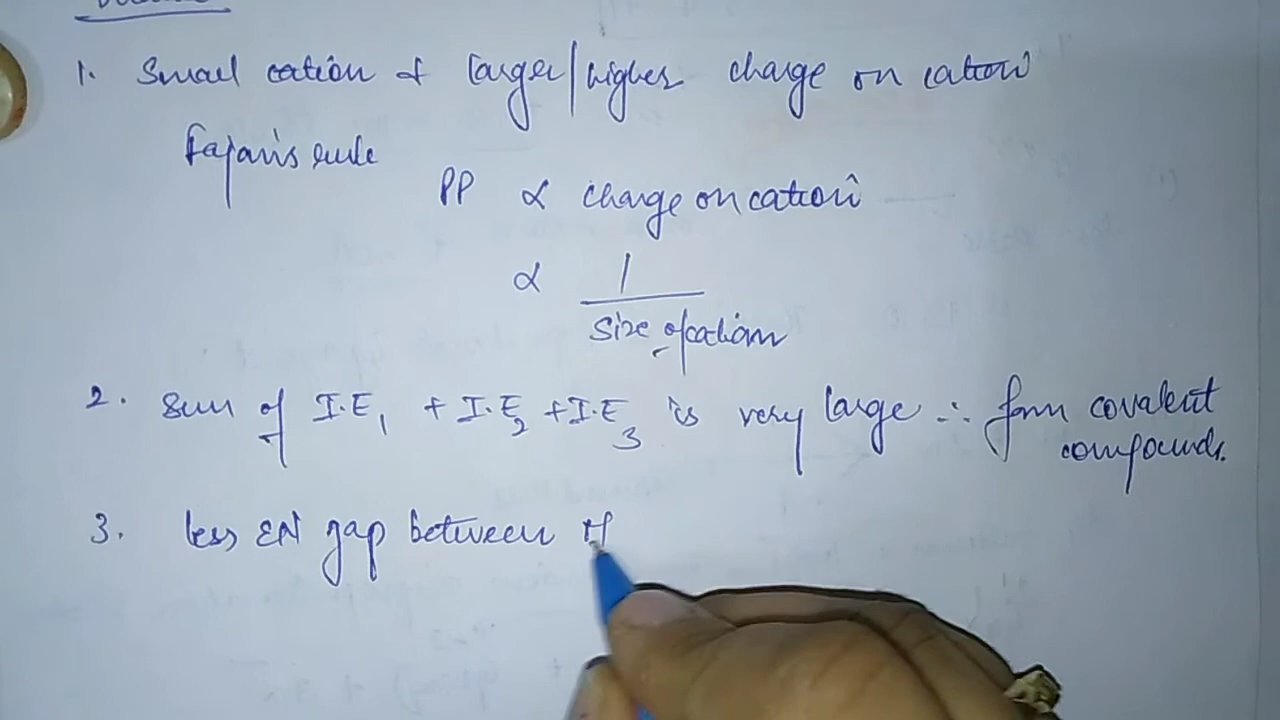 1. Small cation & larger/higher charge on cation
Fajan's rule
PP ∝ charge on cation
∝ 1
size of cation
2. Sum of I.E1 + I.E2 + I.E3 is very large ∴ form covalent
compounds.
3. less EN gap between